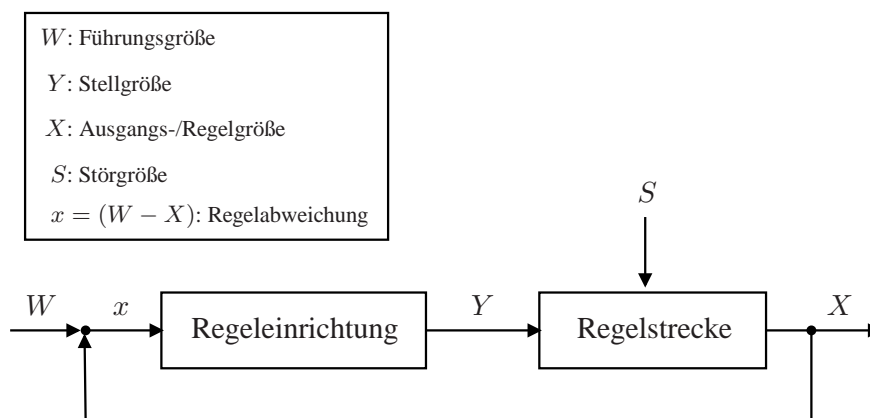 W: Führungsgröße
Y: Stellgröße
X: Ausgangs-/Regelgröße
S: Störgröße
x = (W − X): Regelabweichung
S
W x Regeleinrichtung Y Regelstrecke X